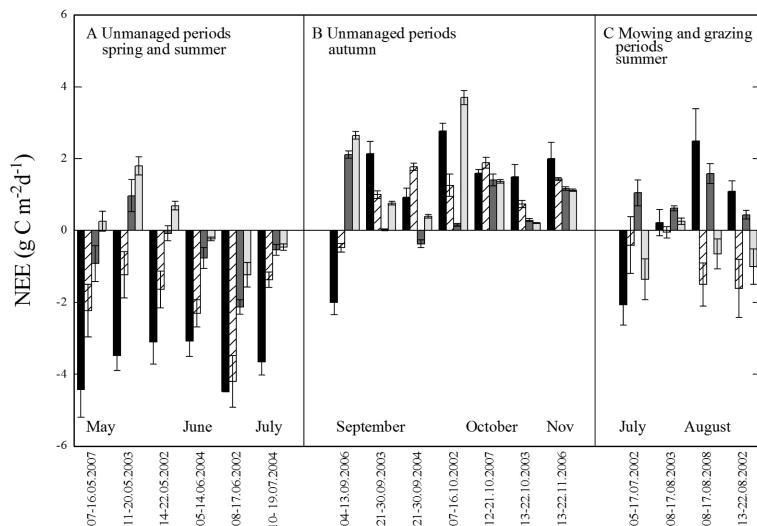 6
4
2
0
-2
-4
-6
NEE (g C m-2d-1)
A Unmanaged periods
spring and summer
B Unmanaged periods
autumn
C Mowing and grazing
periods
summer
May June July
September October Nov
July August
07-16.05.2007
11-20.05.2003
14-22.05.2002
05-14.06.2004
08-17.06.2002
10- 19.07.2004
04-13.09.2006
21-30.09.2003
21-30.09.2004
07-16.10.2002
12-21.10.2007
13-22.10.2003
13-22.11.2006
05-17.07.2002
08-17.08.2003
08-17.08.2008
13-22.08.2002